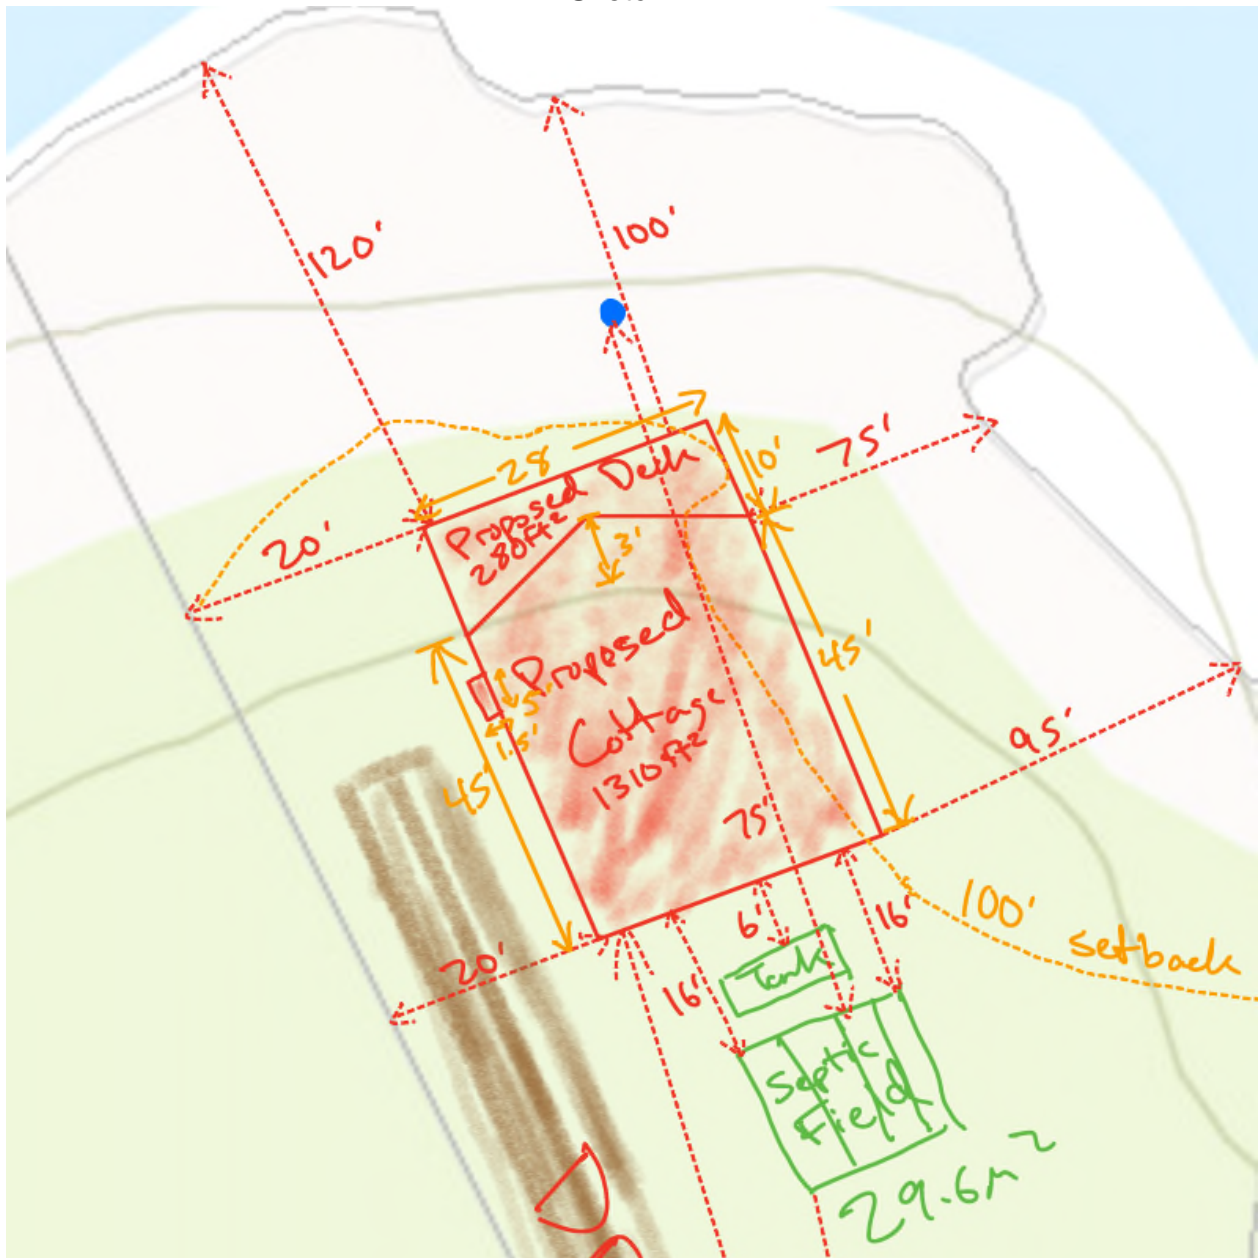 120'
100'
75'
28
10'
Proposed Deck
280ft²
20'
3'
45'
Proposed
Cottage
1310ft²
5'
1.5'
45'
95'
75'
6'
16'
100'
setback
20'
16'
Tank
Septic
Field
29.6m²